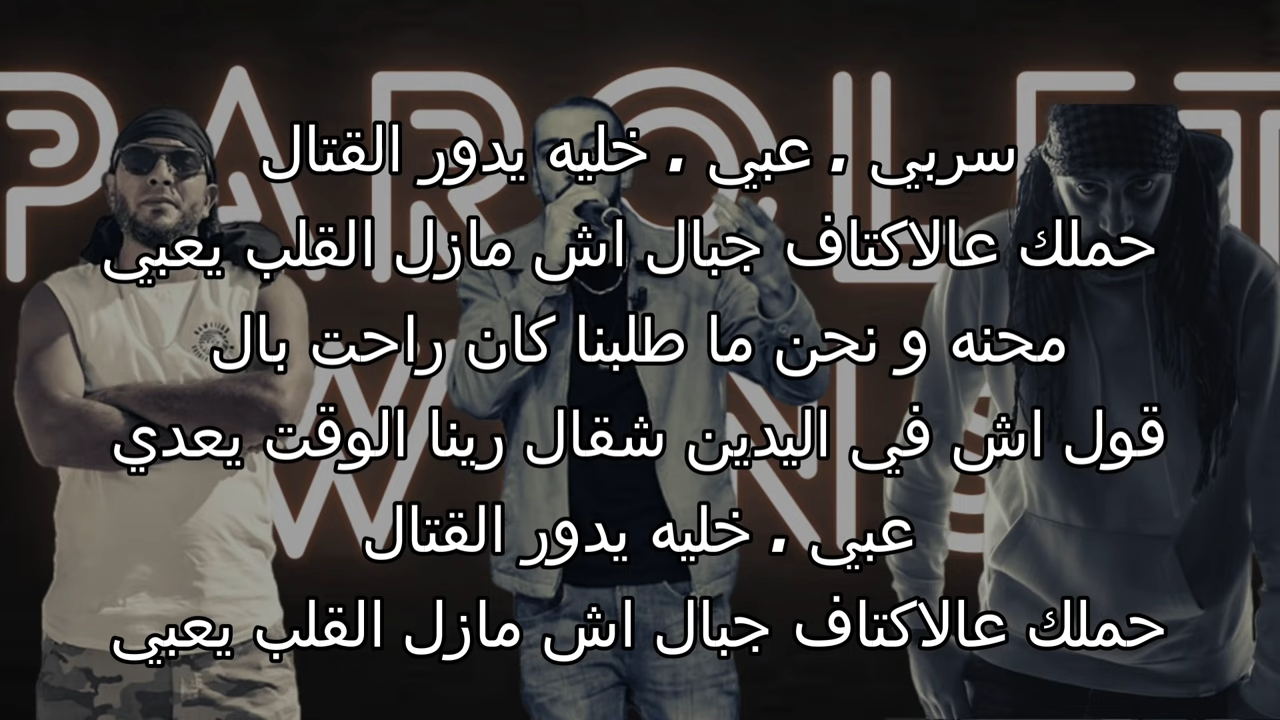 PAROLET
سربي . عبي . خليه يدور القتال
حملك عالاكتاف جبال اش مازل القلب يعبي
محنه و نحن ما طلبنا كان راحت بال
قول اش في اليدين شقال رينا الوقت يعدي
عبي . خليه يدور القتال
حملك عالاكتاف جبال اش مازل القلب يعبي